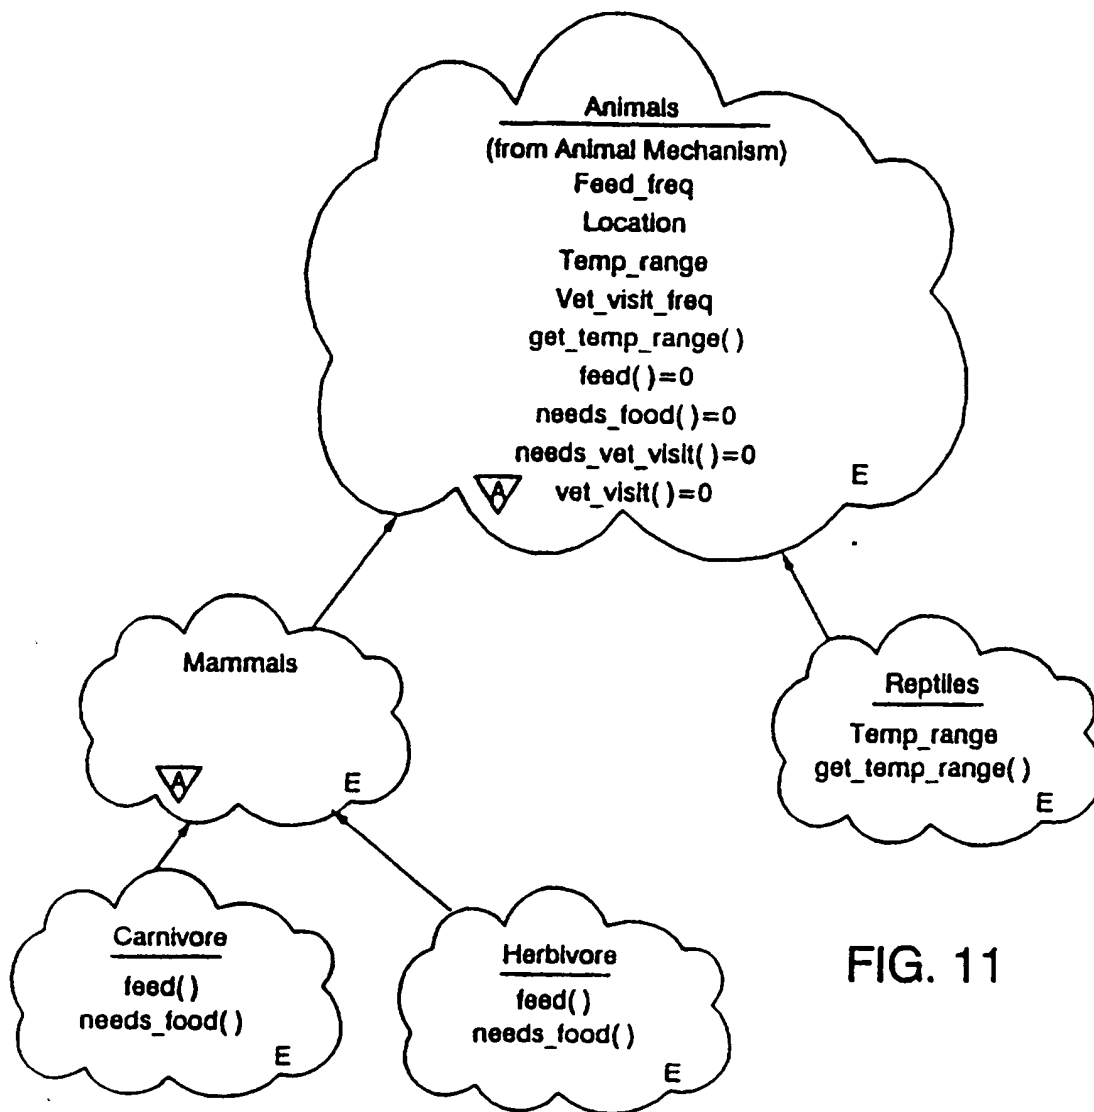 Animals
(from Animal Mechanism)
Feed_freq
Location
Temp_range
Vet_visit_freq
get_temp_range( )
feed( )=0
needs_food( )=0
needs_vet_visit( )=0
vet_visit( )=0
A
E
Mammals
A
E
Reptiles
Temp_range
get_temp_range( )
E
Carnivore
feed( )
needs_food( )
E
Herbivore
feed( )
needs_food( )
E
FIG. 11